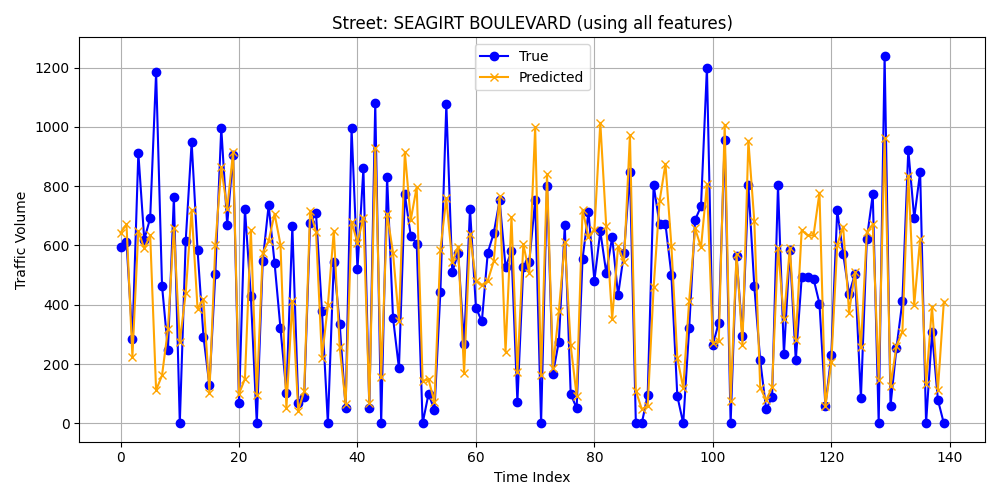 Street: SEAGIRT BOULEVARD (using all features)
True
Predicted
Traffic Volume
1200
1000
800
600
400
200
0
0 20 40 60 80 100 120 140
Time Index